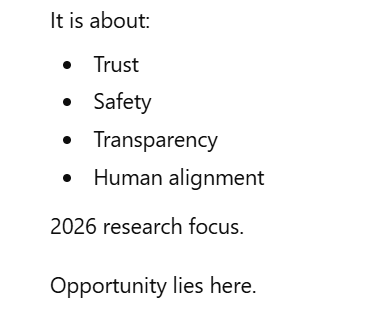 It is about:
• Trust
• Safety
• Transparency
• Human alignment
2026 research focus.
Opportunity lies here.